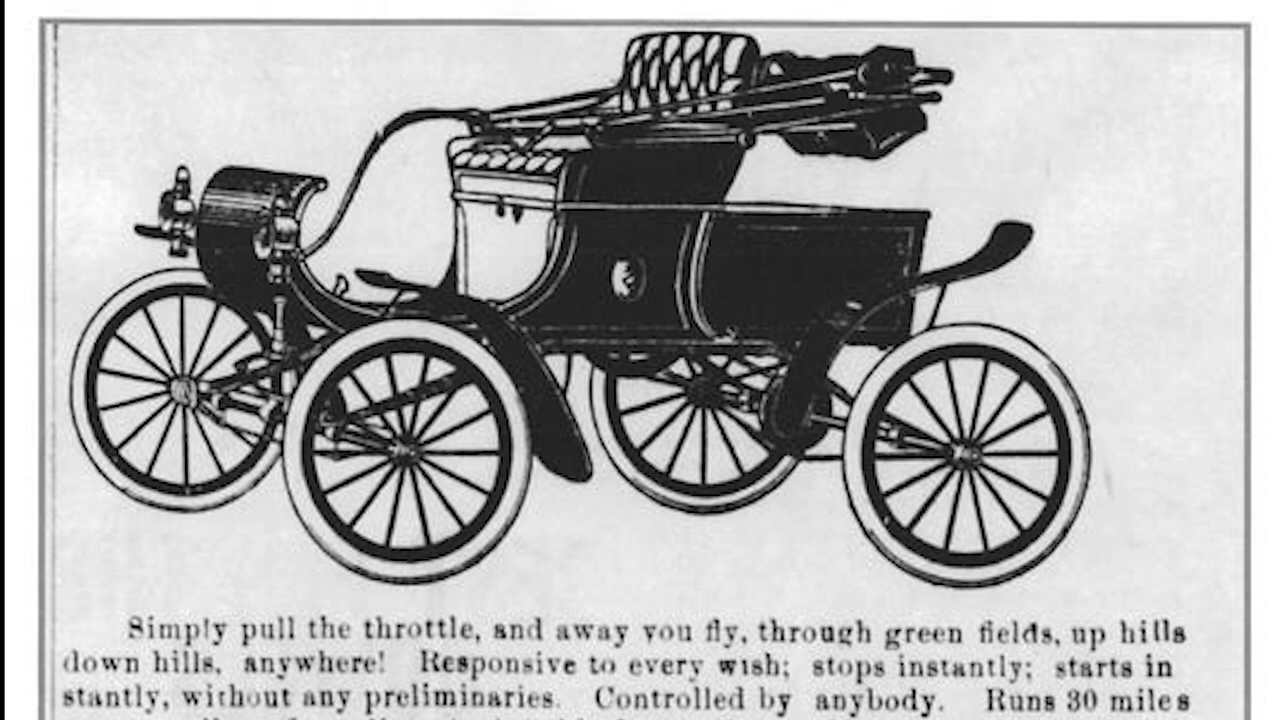 Simply pull the throttle, and away you fly, through green fields, up hills
down hills, anywhere! Responsive to every wish; stops instantly; starts in
stantly, without any preliminaries. Controlled by anybody. Runs 30 miles